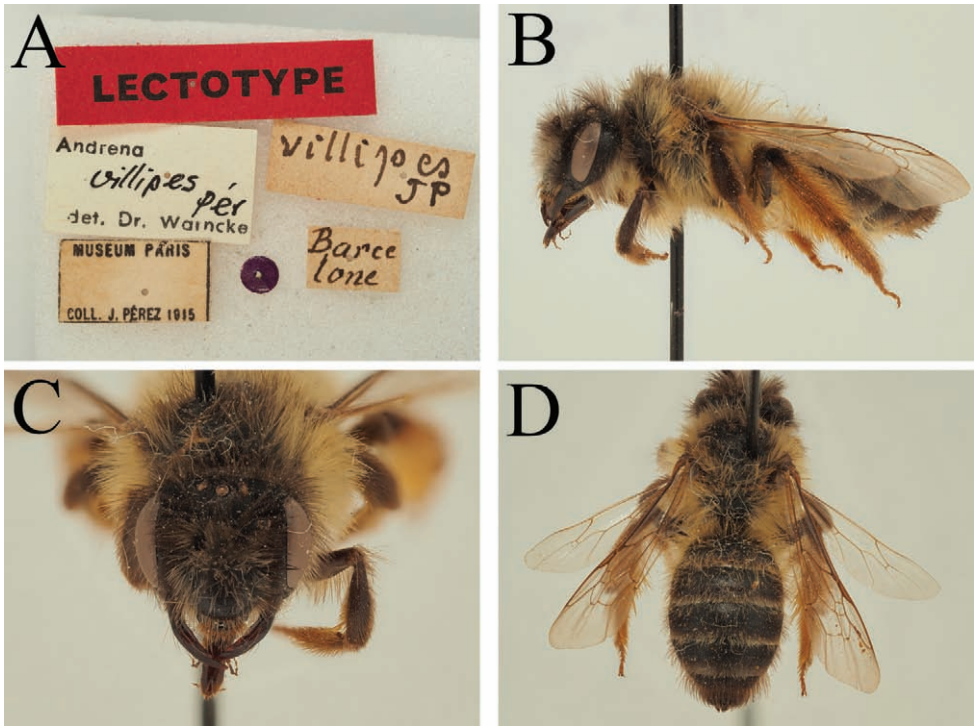 A
LECTOTYPE
Andrena
villipes
pér
det. Dr. Warncke
villipes
JP
MUSEUM PARIS
COLL. J. PÉREZ 1915
Barce
lone
B
C
D